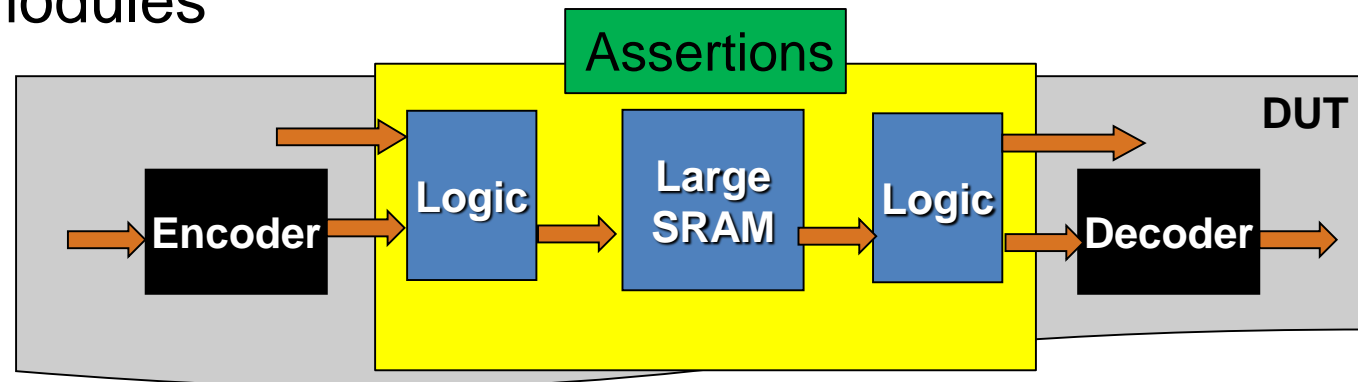 Assertions
DUT
Encoder
Logic
Large
SRAM
Logic
Decoder